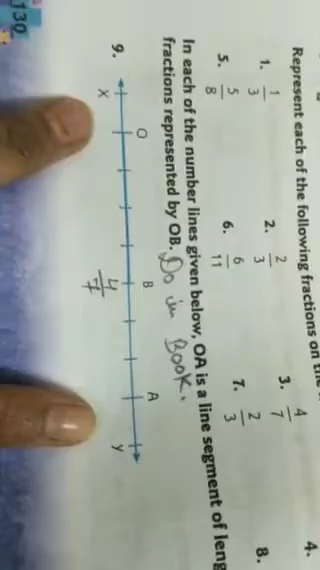 130
Represent each of the following fractions on the
1. 1/3 2. 2/3 3. 4/7 4.
5. 5/8 6. 6/11 7. 2/3 8.
In each of the number lines given below, OA is a line segment of leng
fractions represented by OB. Do in Book.
9. O B A
X 4/7 Y